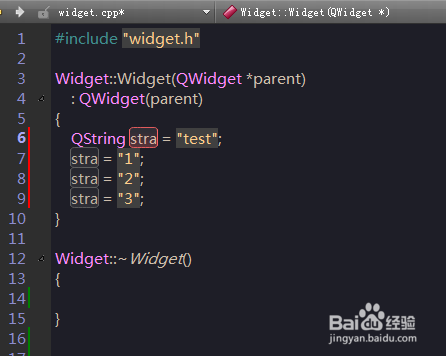 widget.cpp* Widget::Widget(QWidget *)
1 #include "widget.h"
2
3 Widget::Widget(QWidget *parent)
4 : QWidget(parent)
5 {
6 QString stra = "test";
7 stra = "1";
8 stra = "2";
9 stra = "3";
10 }
11
12 Widget::~Widget()
13 {
14
15 }
16
17
Baidu经验
jingyan.baidu.com